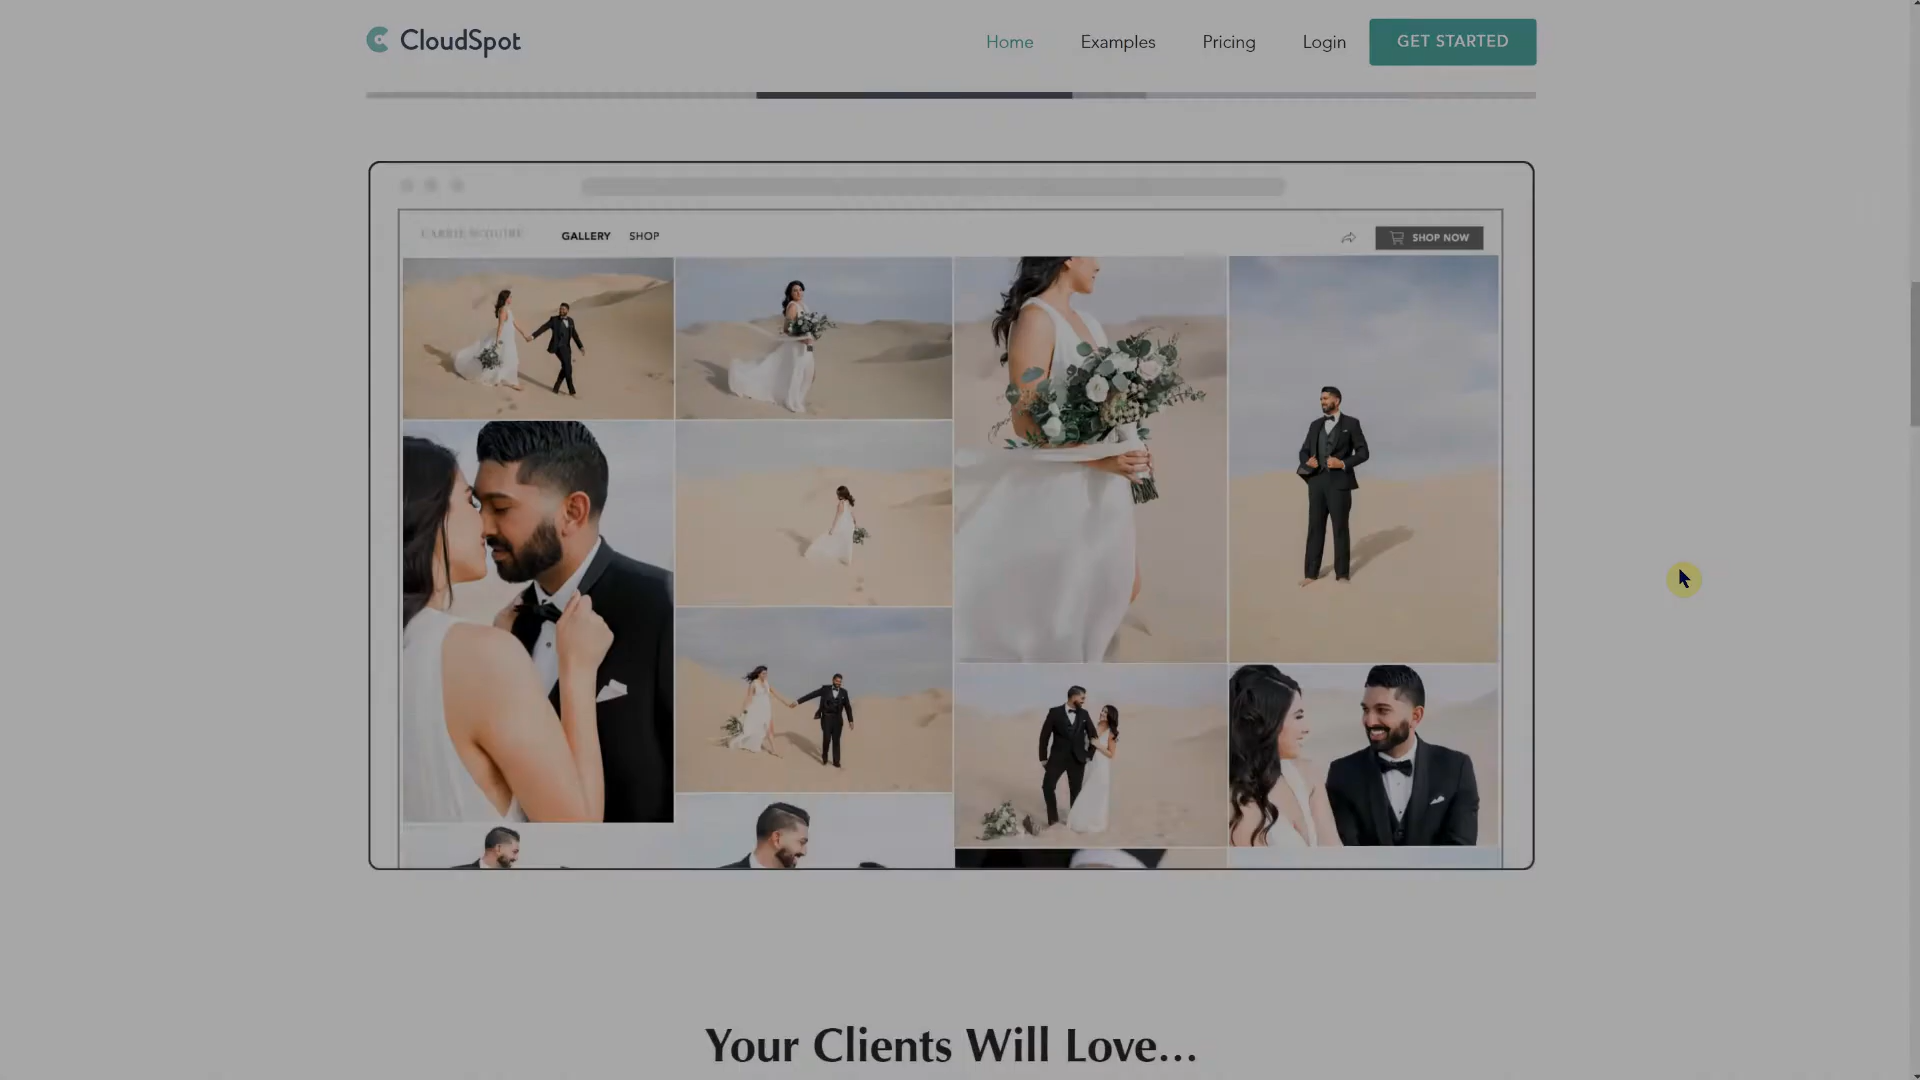 CloudSpot
Home
Examples
Pricing
Login
GET STARTED
GALLERY
SHOP
SHOP NOW
Your Clients Will Love...